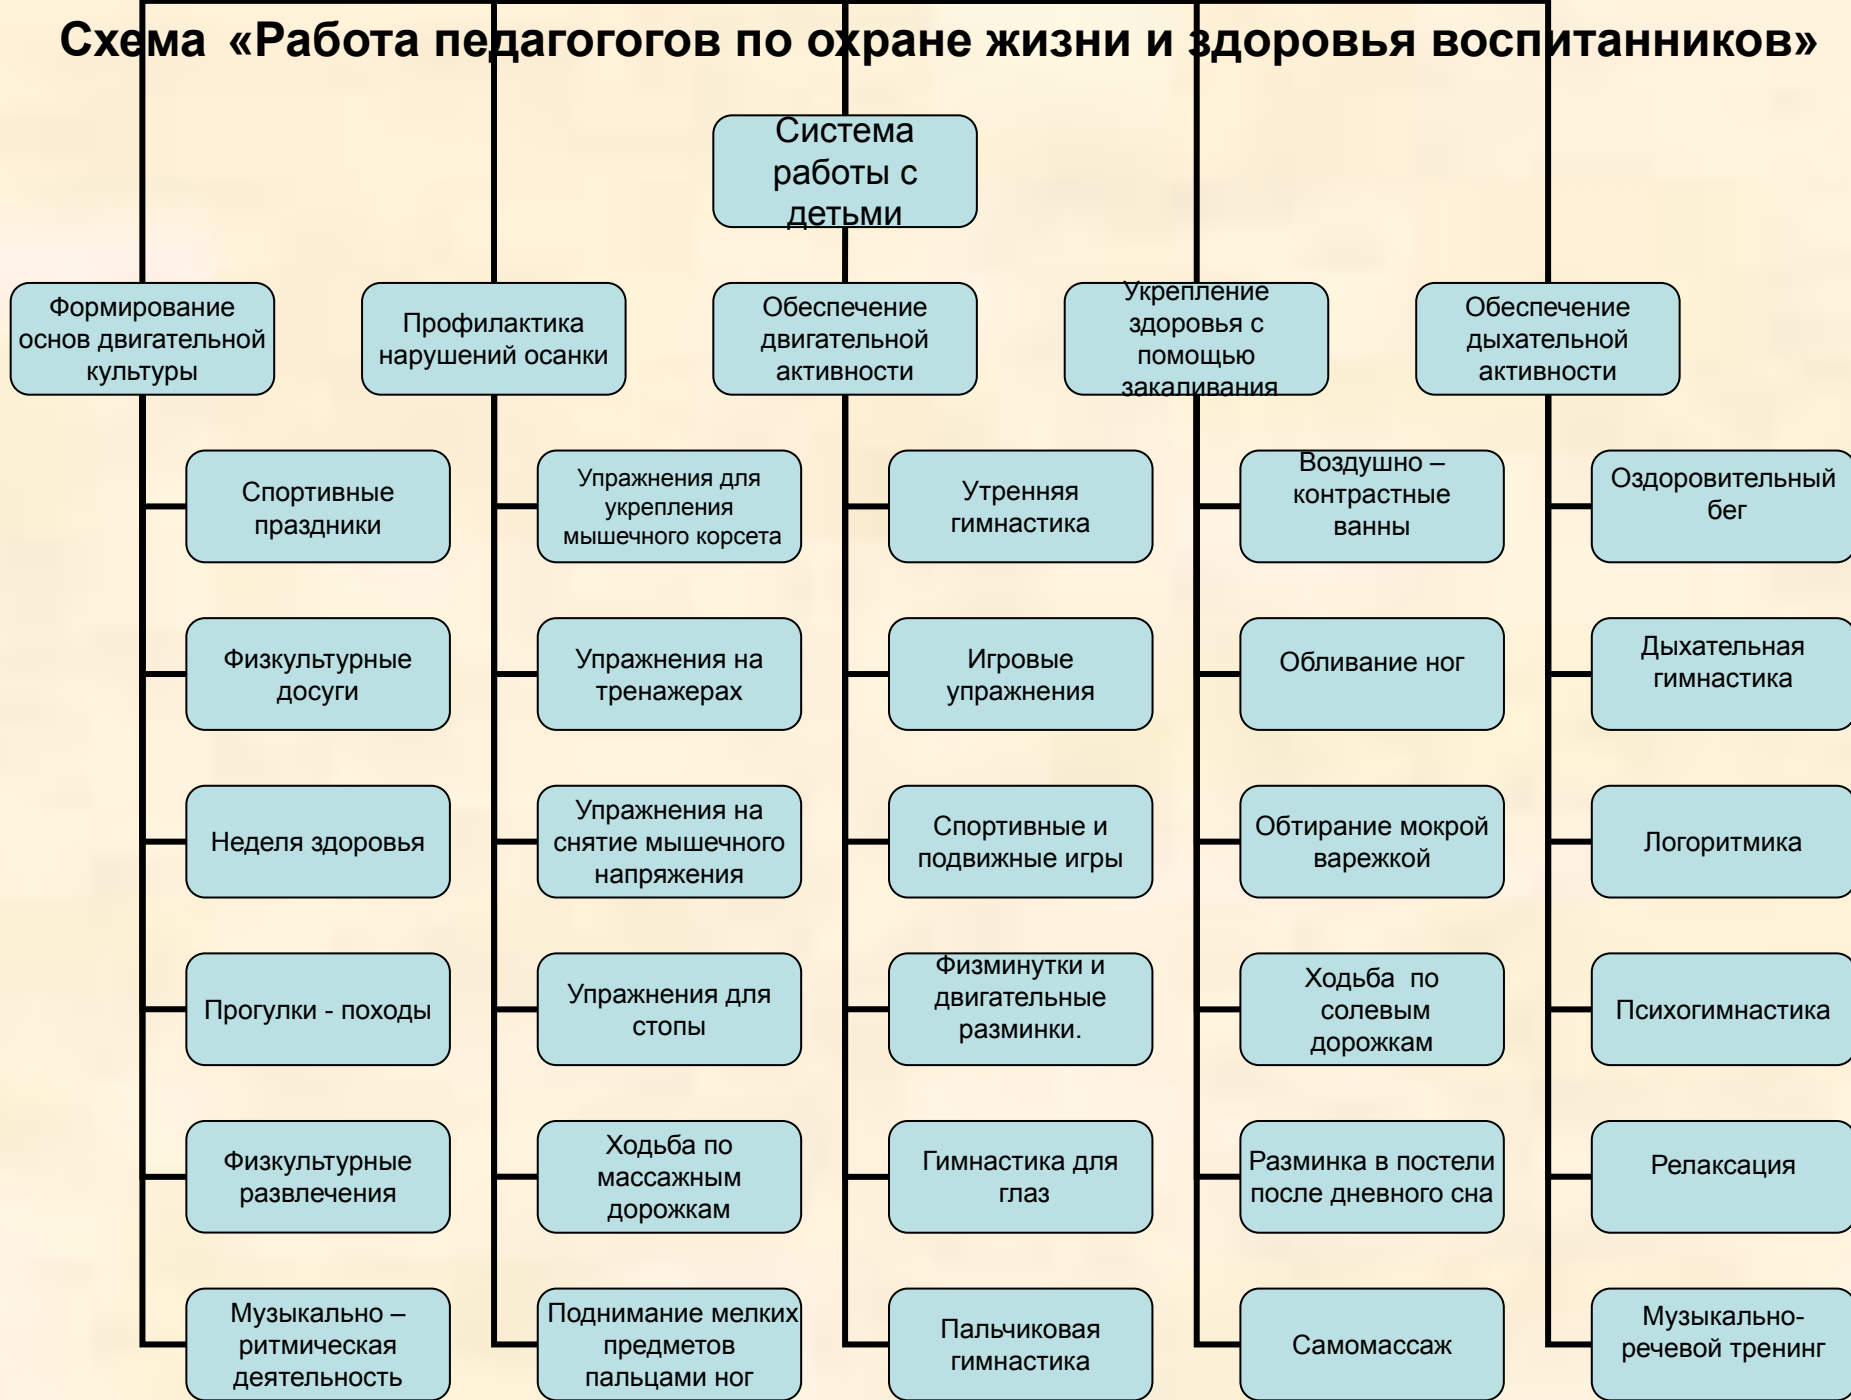 Схема «Работа педагогогов по охране жизни и здоровья воспитанников»
Система
работы с
детьми
Формирование
основ двигательной
культуры
Профилактика
нарушений осанки
Обеспечение
двигательной
активности
Укрепление
здоровья с
помощью
закаливания
Обеспечение
дыхательной
активности
Спортивные
праздники
Физкультурные
досуги
Неделя здоровья
Прогулки - походы
Физкультурные
развлечения
Музыкально –
ритмическая
деятельность
Упражнения для
укрепления
мышечного корсета
Упражнения на
тренажерах
Упражнения на
снятие мышечного
напряжения
Упражнения для
стопы
Ходьба по
массажным
дорожкам
Поднимание мелких
предметов
пальцами ног
Утренняя
гимнастика
Игровые
упражнения
Спортивные и
подвижные игры
Физминутки и
двигательные
разминки.
Гимнастика для
глаз
Пальчиковая
гимнастика
Воздушно –
контрастные
ванны
Обливание ног
Обтирание мокрой
варежкой
Ходьба по
солевым
дорожкам
Разминка в постели
после дневного сна
Самомассаж
Оздоровительный
бег
Дыхательная
гимнастика
Логоритмика
Психогимнастика
Релаксация
Музыкально-
речевой тренинг